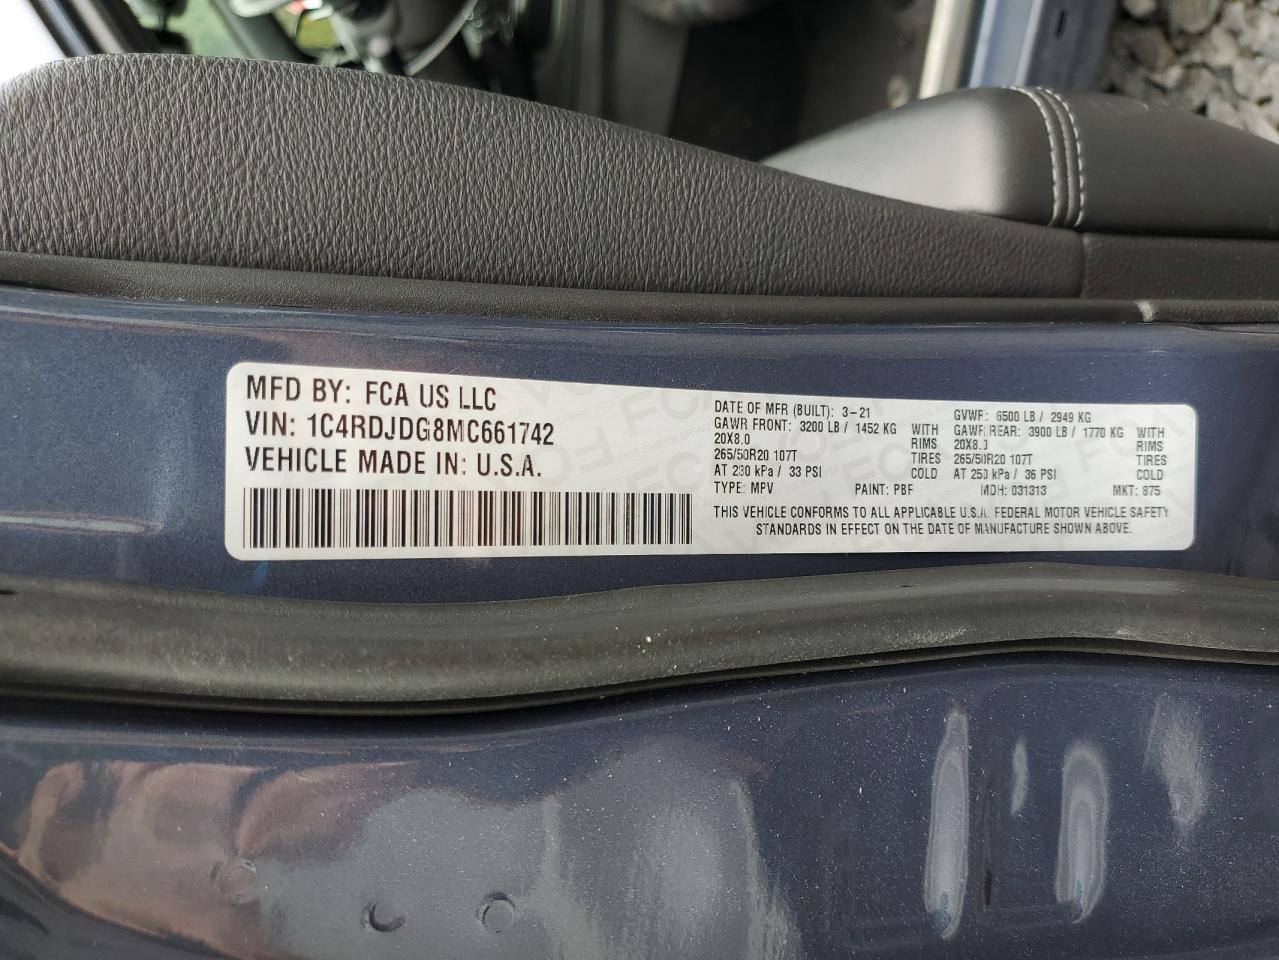 MFD BY: FCA US LLC
VIN: 1C4RDJDG8MC661742
VEHICLE MADE IN: U.S.A.
DATE OF MFR (BUILT): 3-21
GAWR FRONT: 3200 LB / 1452 KG WITH
20X8.0 RIMS
265/50R20 107T TIRES
AT 230 kPa / 33 PSI COLD
TYPE: MPV PAINT: PBF
GVWF: 6500 LB / 2949 KG
GAWR REAR: 3900 LB / 1770 KG WITH
20X8.0 RIMS
265/50R20 107T TIRES
AT 250 kPa / 36 PSI COLD
MDH: 031313 MKT: 875
THIS VEHICLE CONFORMS TO ALL APPLICABLE U.S.A. FEDERAL MOTOR VEHICLE SAFETY
STANDARDS IN EFFECT ON THE DATE OF MANUFACTURE SHOWN ABOVE.